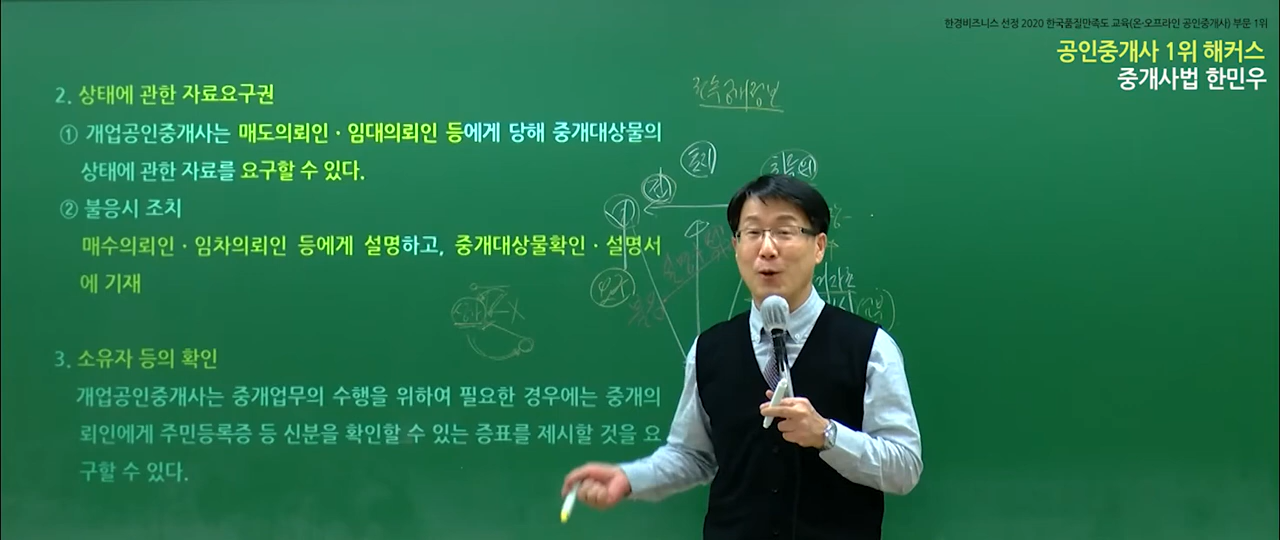 한경비즈니스 선정 2020 한국품질만족도 교육(온·오프라인 공인중개사) 부문 1위
공인중개사 1위 해커스
중개사법 한민우
2. 상태에 관한 자료요구권
① 개업공인중개사는 매도의뢰인 · 임대의뢰인 등에게 당해 중개대상물의
상태에 관한 자료를 요구할 수 있다.
② 불응시 조치
매수의뢰인 · 임차의뢰인 등에게 설명하고, 중개대상물확인 · 설명서
에 기재
3. 소유자 등의 확인
개업공인중개사는 중개업무의 수행을 위하여 필요한 경우에는 중개의
뢰인에게 주민등록증 등 신분을 확인할 수 있는 증표를 제시할 것을 요
구할 수 있다.